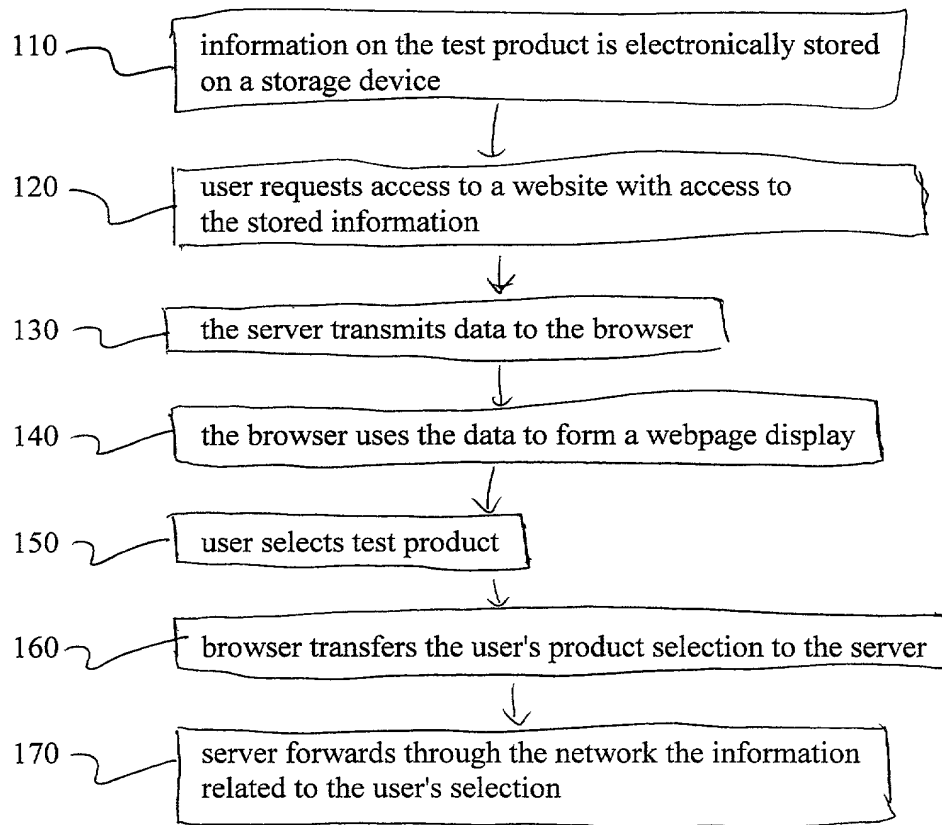 110
information on the test product is electronically stored
on a storage device
120
user requests access to a website with access to
the stored information
130
the server transmits data to the browser
140
the browser uses the data to form a webpage display
150
user selects test product
160
browser transfers the user's product selection to the server
170
server forwards through the network the information
related to the user's selection